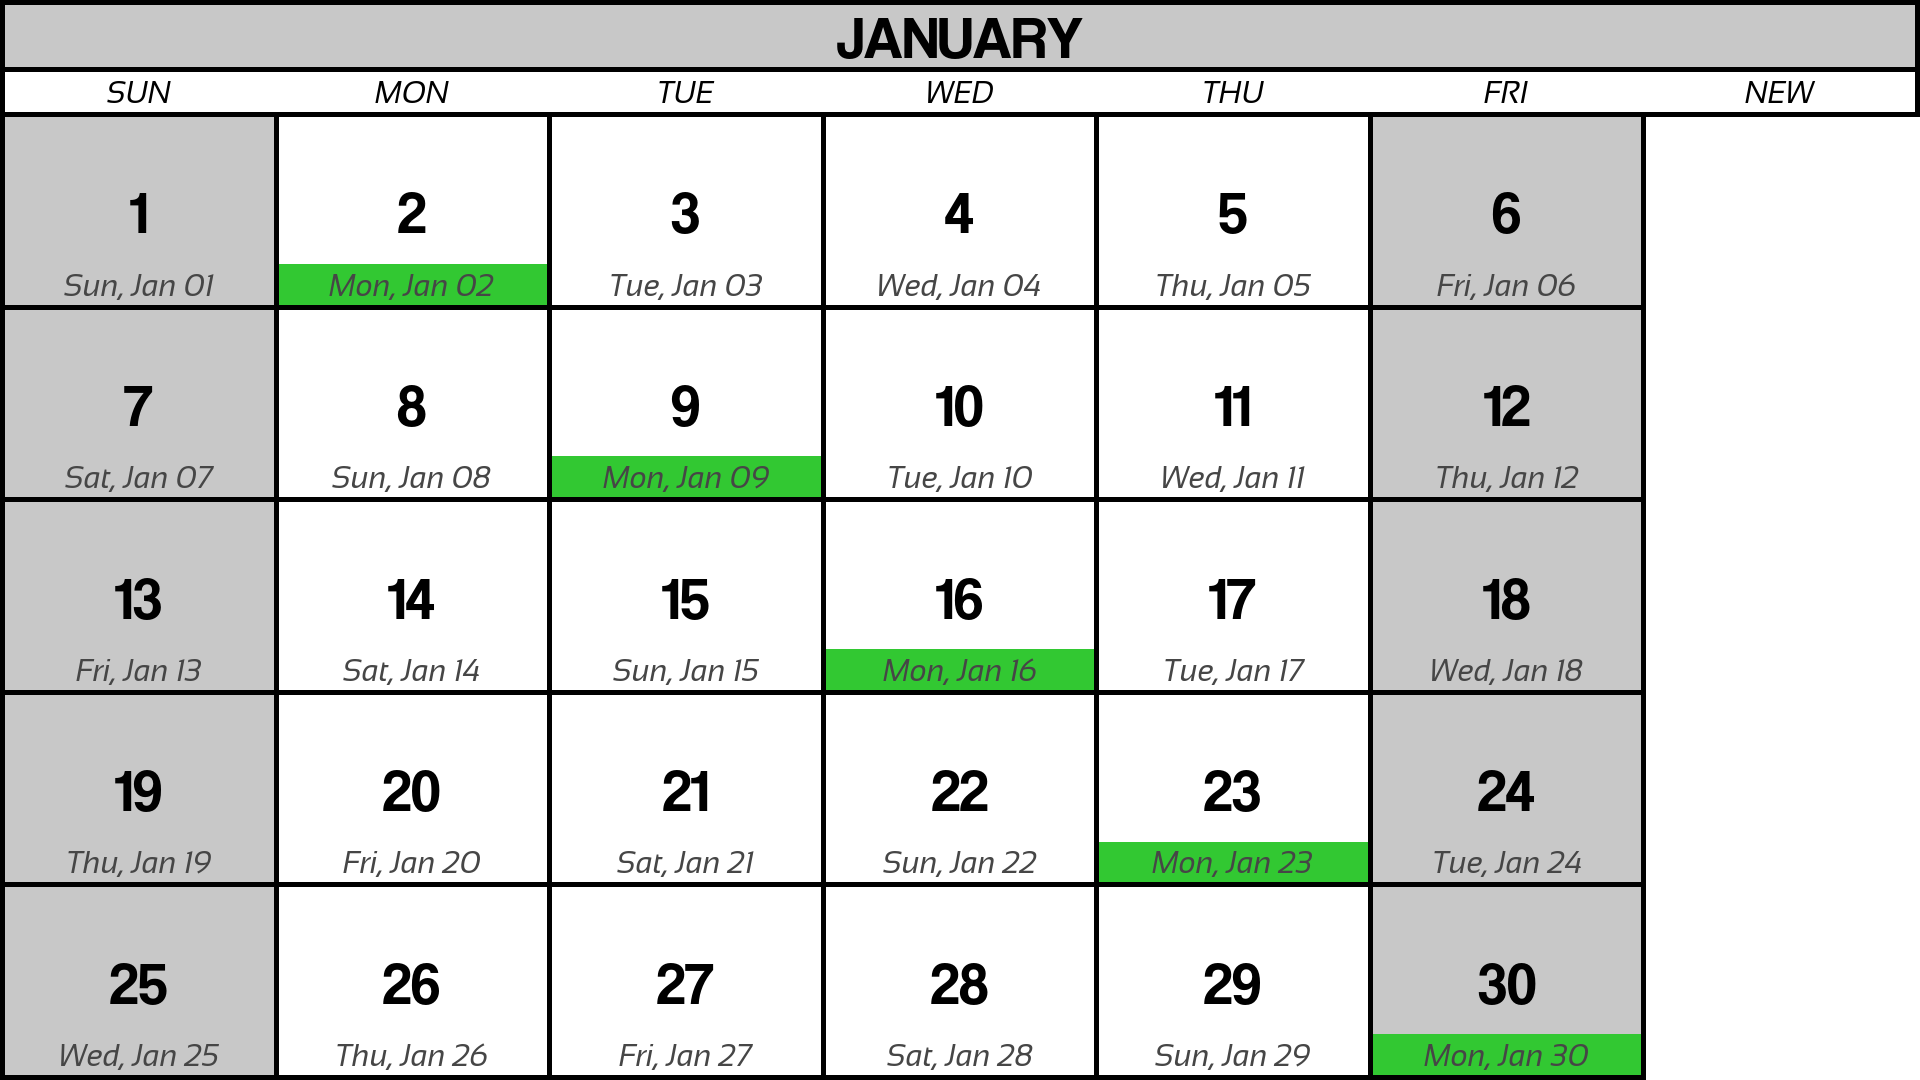 JANUARY
SUN MON TUE WED THU FRI NEW
1 2 3 4 5 6
Sun, Jan 01 Mon, Jan 02 Tue, Jan 03 Wed, Jan 04 Thu, Jan 05 Fri, Jan 06
7 8 9 10 11 12
Sat, Jan 07 Sun, Jan 08 Mon, Jan 09 Tue, Jan 10 Wed, Jan 11 Thu, Jan 12
13 14 15 16 17 18
Fri, Jan 13 Sat, Jan 14 Sun, Jan 15 Mon, Jan 16 Tue, Jan 17 Wed, Jan 18
19 20 21 22 23 24
Thu, Jan 19 Fri, Jan 20 Sat, Jan 21 Sun, Jan 22 Mon, Jan 23 Tue, Jan 24
25 26 27 28 29 30
Wed, Jan 25 Thu, Jan 26 Fri, Jan 27 Sat, Jan 28 Sun, Jan 29 Mon, Jan 30